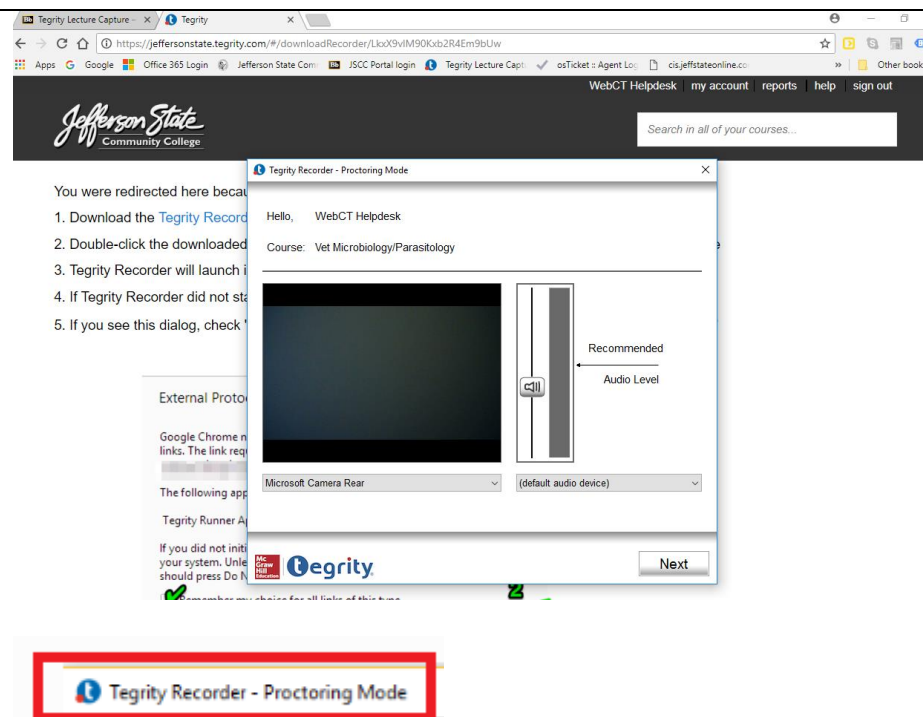 Tegrity Lecture Capture -
Tegrity
https://jeffersonstate.tegrity.com/#/downloadRecorder/LkxX9vIM90Kxb2R4Em9bUw
Apps Google Office 365 Login Jefferson State Com JSCC Portal login Tegrity Lecture Capt osTicket :: Agent Log cis.jeffstateonline.co » Other book
WebCT Helpdesk my account reports help sign out
Jefferson State
Community College
Search in all of your courses...
You were redirected here becau
1. Download the Tegrity Record
2. Double-click the downloaded
3. Tegrity Recorder will launch i
4. If Tegrity Recorder did not sta
5. If you see this dialog, check "
Tegrity Recorder - Proctoring Mode
Hello, WebCT Helpdesk
Course: Vet Microbiology/Parasitology
Recommended
Audio Level
Microsoft Camera Rear
(default audio device)
Mc
Graw
Hill
Education
tegrity
Next
External Proto
Google Chrome n
links. The link requ
The following app
Tegrity Runner A
If you did not initi
your system. Unle
should press Do N
Remember my choice for all links of this type
2
Tegrity Recorder - Proctoring Mode